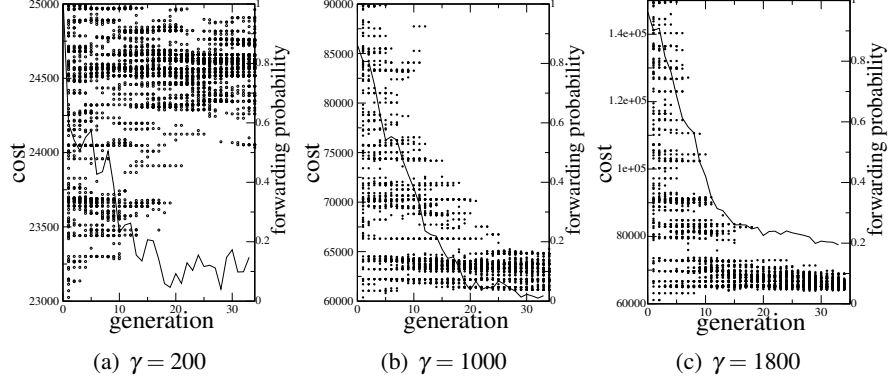 25000
24500
24000
23500
23000
cost
0 10 20 30
generation
1
0.8
0.6
0.4
0.2
0
forwarding probability
(a) γ = 200
90000
85000
80000
75000
70000
65000
60000
cost
0 10 20 30
generation
1
0.8
0.6
0.4
0.2
0
forwarding probability
(b) γ = 1000
1.4e+05
1.2e+05
1e+05
80000
60000
cost
0 10 20 30
generation
1
0.8
0.6
0.4
0.2
0
forwarding probability
(c) γ = 1800